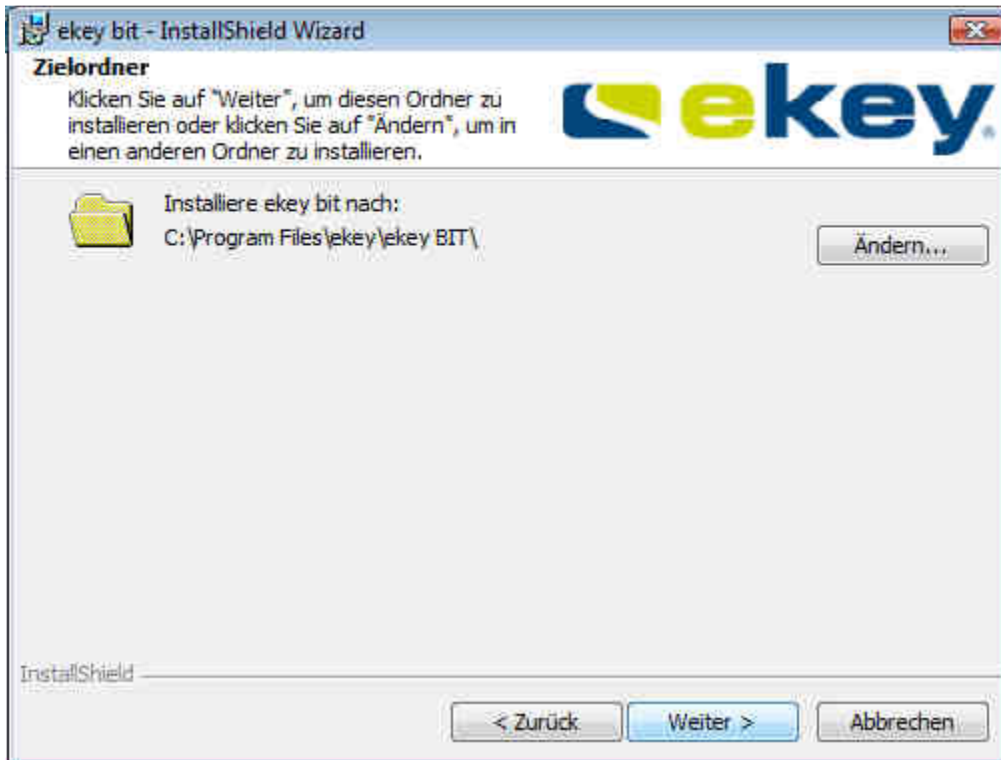 ekey bit - InstallShield Wizard
Zielordner
Klicken Sie auf "Weiter", um diesen Ordner zu
installieren oder klicken Sie auf "Ändern", um in
einen anderen Ordner zu installieren.
ekey
Installiere ekey bit nach:
C:\Program Files\ekey\ekey BIT\
Ändern...
InstallShield
< Zurück
Weiter >
Abbrechen